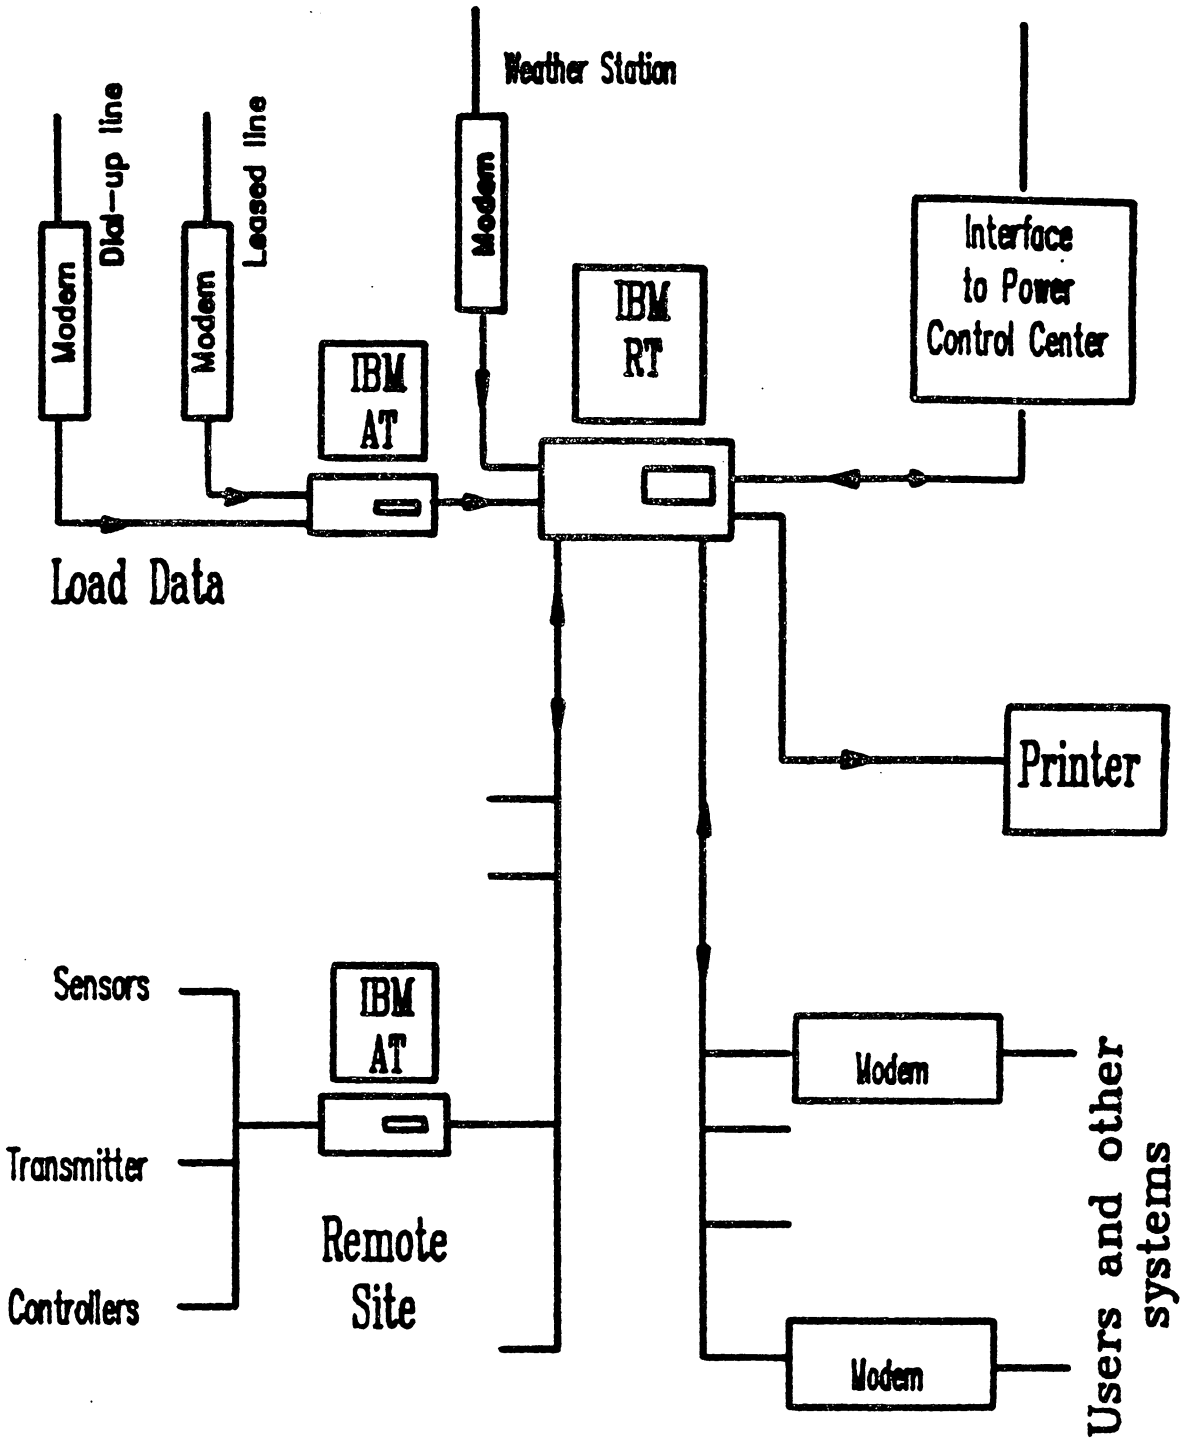 Weather Station
Dial-up line
Leased line
Modem
Modem
Modem
Interface
to Power
Control Center
IBM
RT
IBM
AT
Load Data
Printer
Sensors
IBM
AT
Modem
Transmitter
Remote
Site
Controllers
Modem
Users and other
systems